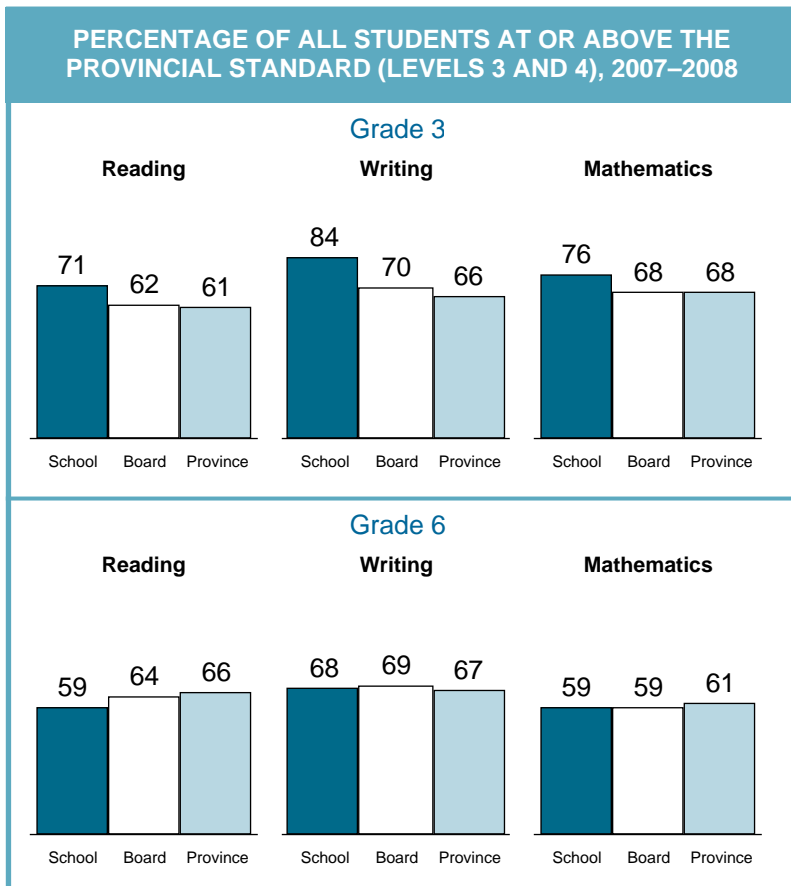 PERCENTAGE OF ALL STUDENTS AT OR ABOVE THE
PROVINCIAL STANDARD (LEVELS 3 AND 4), 2007–2008
Grade 3
Reading Writing Mathematics
71 62 61 84 70 66 76 68 68
School Board Province School Board Province School Board Province
Grade 6
Reading Writing Mathematics
59 64 66 68 69 67 59 59 61
School Board Province School Board Province School Board Province